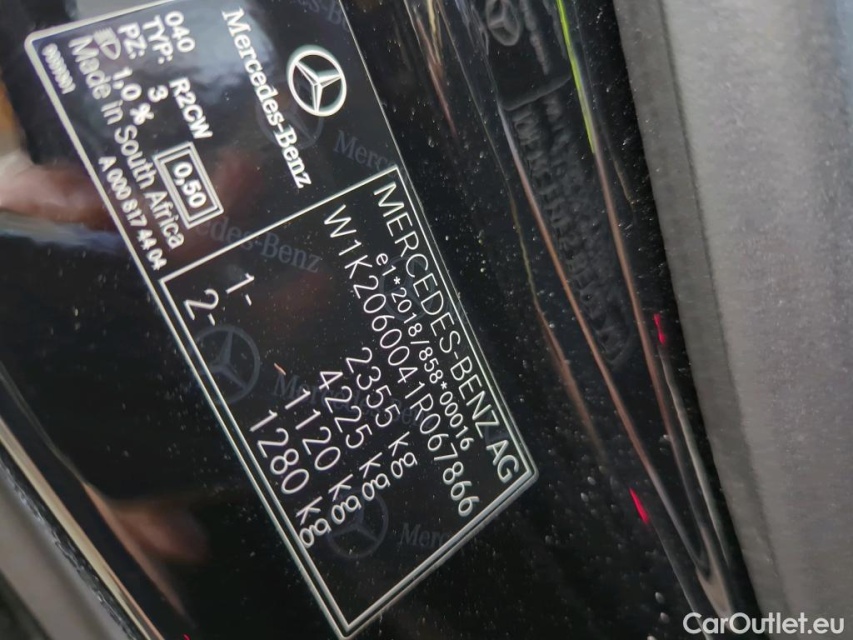 Mercedes-Benz
040
TYP: R2CW
PZ: 3
1,0 %
0,50
Made in South Africa
A 000 817 44 04
MERCEDES-BENZ AG
e1*2018/858*00016
W1K2060041R067866
2355 kg
4225 kg
1- 1120 kg
2- 1280 kg
CarOutlet.eu